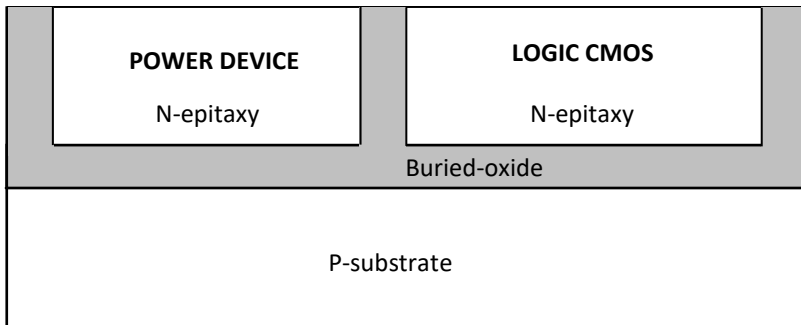 POWER DEVICE
N-epitaxy
LOGIC CMOS
N-epitaxy
Buried-oxide
P-substrate